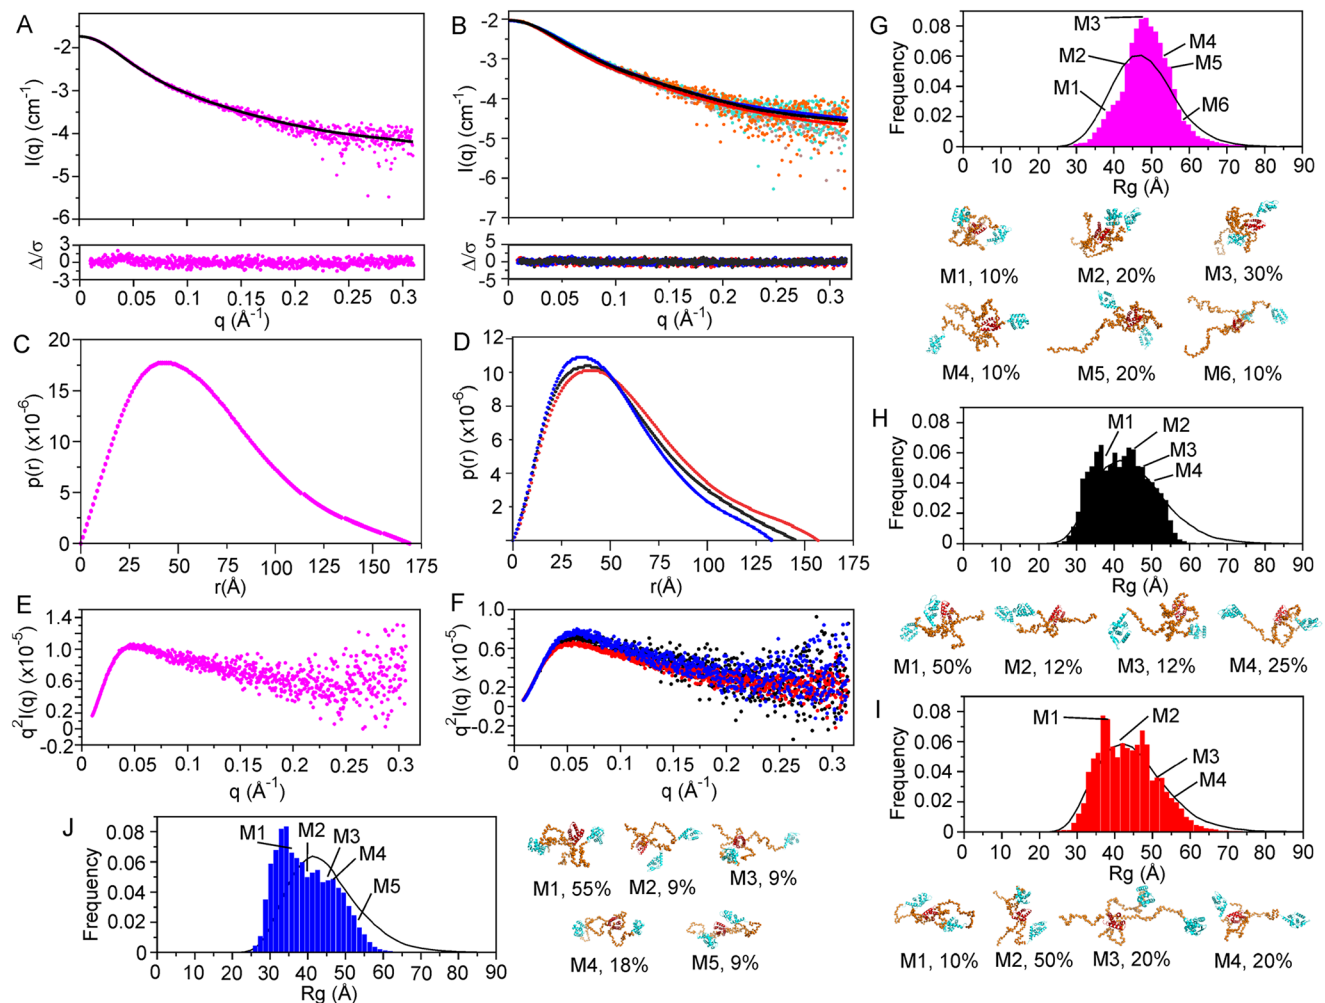 A
I(q) (cm⁻¹)
-2
-3
-4
-5
-6
Δ/σ
3
0
-3
0 0.05 0.1 0.15 0.2 0.25 0.3
q (Å⁻¹)
B
I(q) (cm⁻¹)
-2
-3
-4
-5
-6
-7
Δ/σ
5
0
-5
0 0.05 0.1 0.15 0.2 0.25 0.3
q (Å⁻¹)
C
p(r) (x10⁻⁶)
20
15
10
5
0
0 25 50 75 100 125 150 175
r(Å)
D
p(r) (x10⁻⁶)
12
10
8
6
4
2
0
0 25 50 75 100 125 150 175
r(Å)
E
q²I(q) (x10⁻⁵)
1.4
1.0
0.6
0.2
0
-0.2
0 0.05 0.1 0.15 0.2 0.25 0.3
q (Å⁻¹)
F
q²I(q) (x10⁻⁵)
1.0
0.6
0.2
0
-0.2
0 0.05 0.1 0.15 0.2 0.25 0.3
q (Å⁻¹)
G
Frequency
0.08
0.06
0.04
0.02
0
M3
M4
M2
M5
M1
M6
0 10 20 30 40 50 60 70 80 90
Rg (Å)
M1, 10% M2, 20% M3, 30%
M4, 10% M5, 20% M6, 10%
H
Frequency
0.08
0.06
0.04
0.02
0
M1 M2
M3
M4
0 10 20 30 40 50 60 70 80 90
Rg (Å)
M1, 50% M2, 12% M3, 12% M4, 25%
I
Frequency
0.08
0.06
0.04
0.02
0
M1 M2
M3
M4
0 10 20 30 40 50 60 70 80 90
Rg (Å)
M1, 10% M2, 50% M3, 20% M4, 20%
J
Frequency
0.08
0.06
0.04
0.02
0
M1 M2 M3
M4
M5
0 10 20 30 40 50 60 70 80 90
Rg (Å)
M1, 55% M2, 9% M3, 9%
M4, 18% M5, 9%